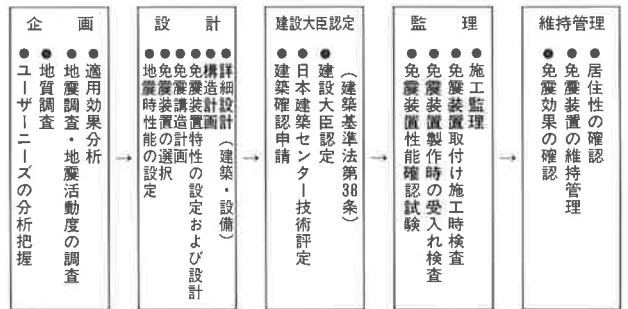 企画
ユーザーニーズの分析把握
地質調査
地震調査・地震活動度の調査
適用効果分析
→
設計
地震時性能の設定
免震装置の選択
免震構造計画
免震装置特性の設定および設計
構造計画
詳細設計（建築・設備）
→
建設大臣認定
建築確認申請
日本建築センター技術評定
建設大臣認定
（建築基準法第38条）
→
監理
免震装置性能確認試験
免震装置製作時の受入れ検査
免震装置取付け施工時検査
施工監理
→
維持管理
免震効果の確認
免震装置の維持管理
居住性の確認